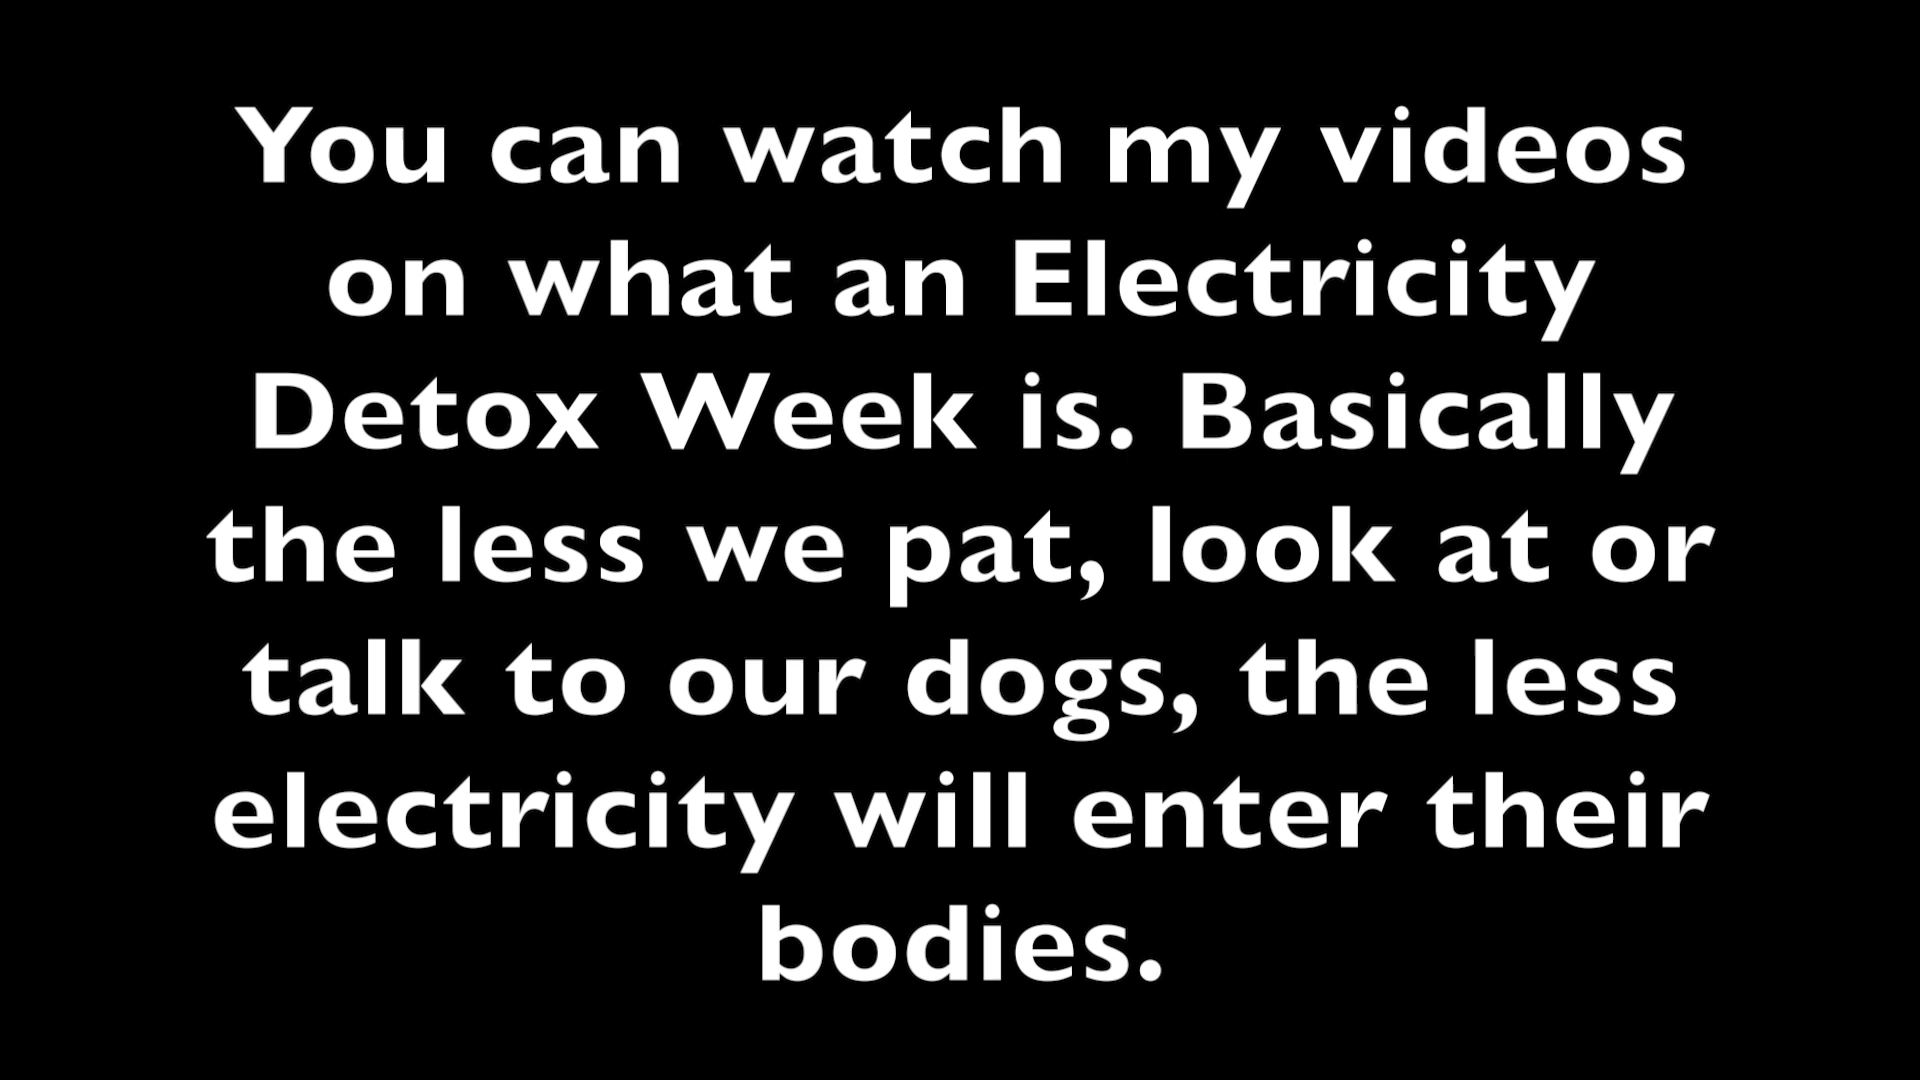 You can watch my videos
on what an Electricity
Detox Week is. Basically
the less we pat, look at or
talk to our dogs, the less
electricity will enter their
bodies.